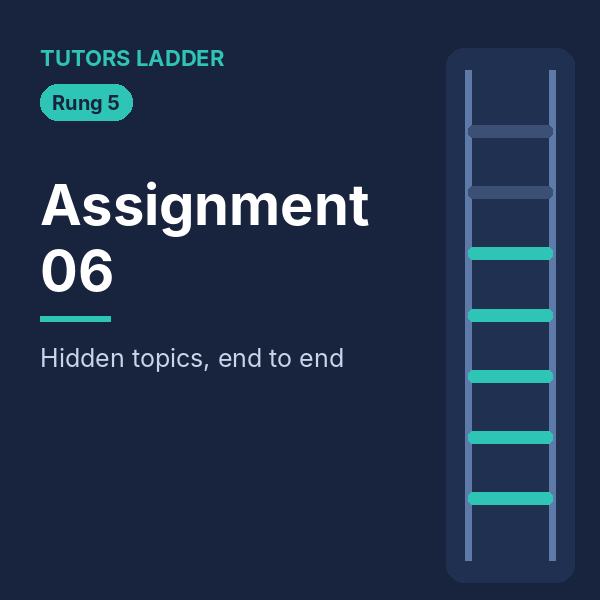 TUTORS LADDER
Rung 5
Assignment
06
Hidden topics, end to end